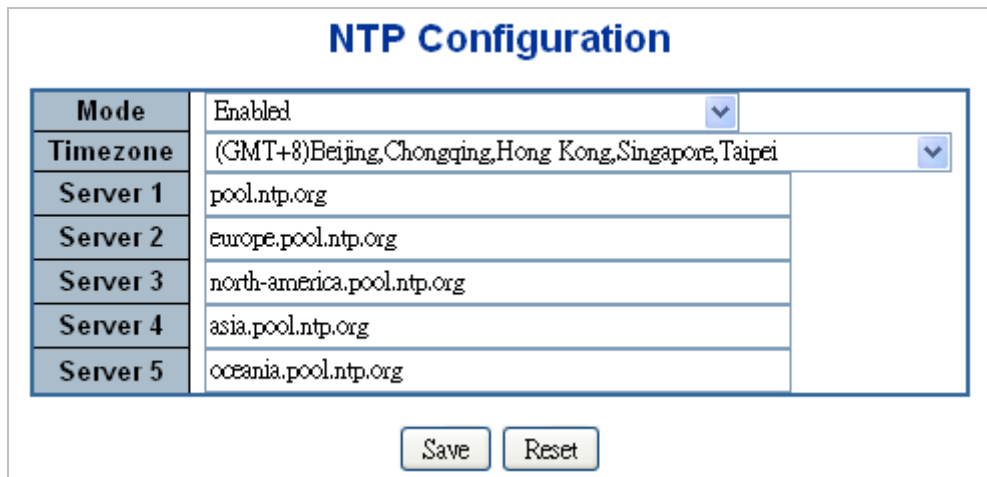 NTP Configuration
Mode Enabled
Timezone (GMT+8)Beijing,Chongqing,Hong Kong,Singapore,Taipei
Server 1 pool.ntp.org
Server 2 europe.pool.ntp.org
Server 3 north-america.pool.ntp.org
Server 4 asia.pool.ntp.org
Server 5 oceania.pool.ntp.org
Save Reset